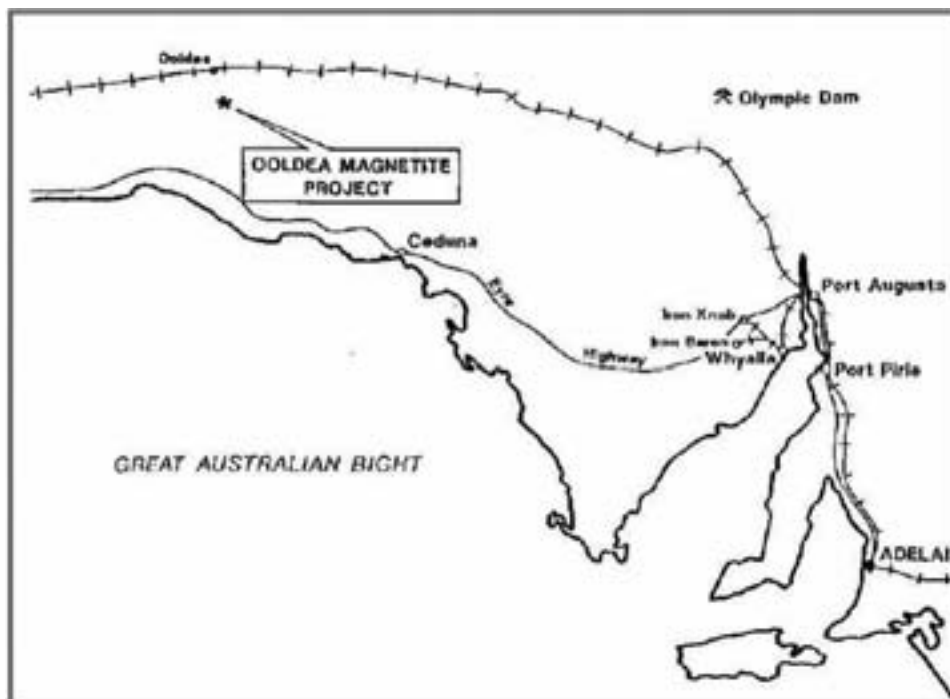 Ooldea
Olympic Dam
OOLDEA MAGNETITE
PROJECT
Ceduna
Eyre
Highway
Port Augusta
Iron Knob
Iron Baron
Whyalla
Port Pirie
GREAT AUSTRALIAN BIGHT
ADELAI